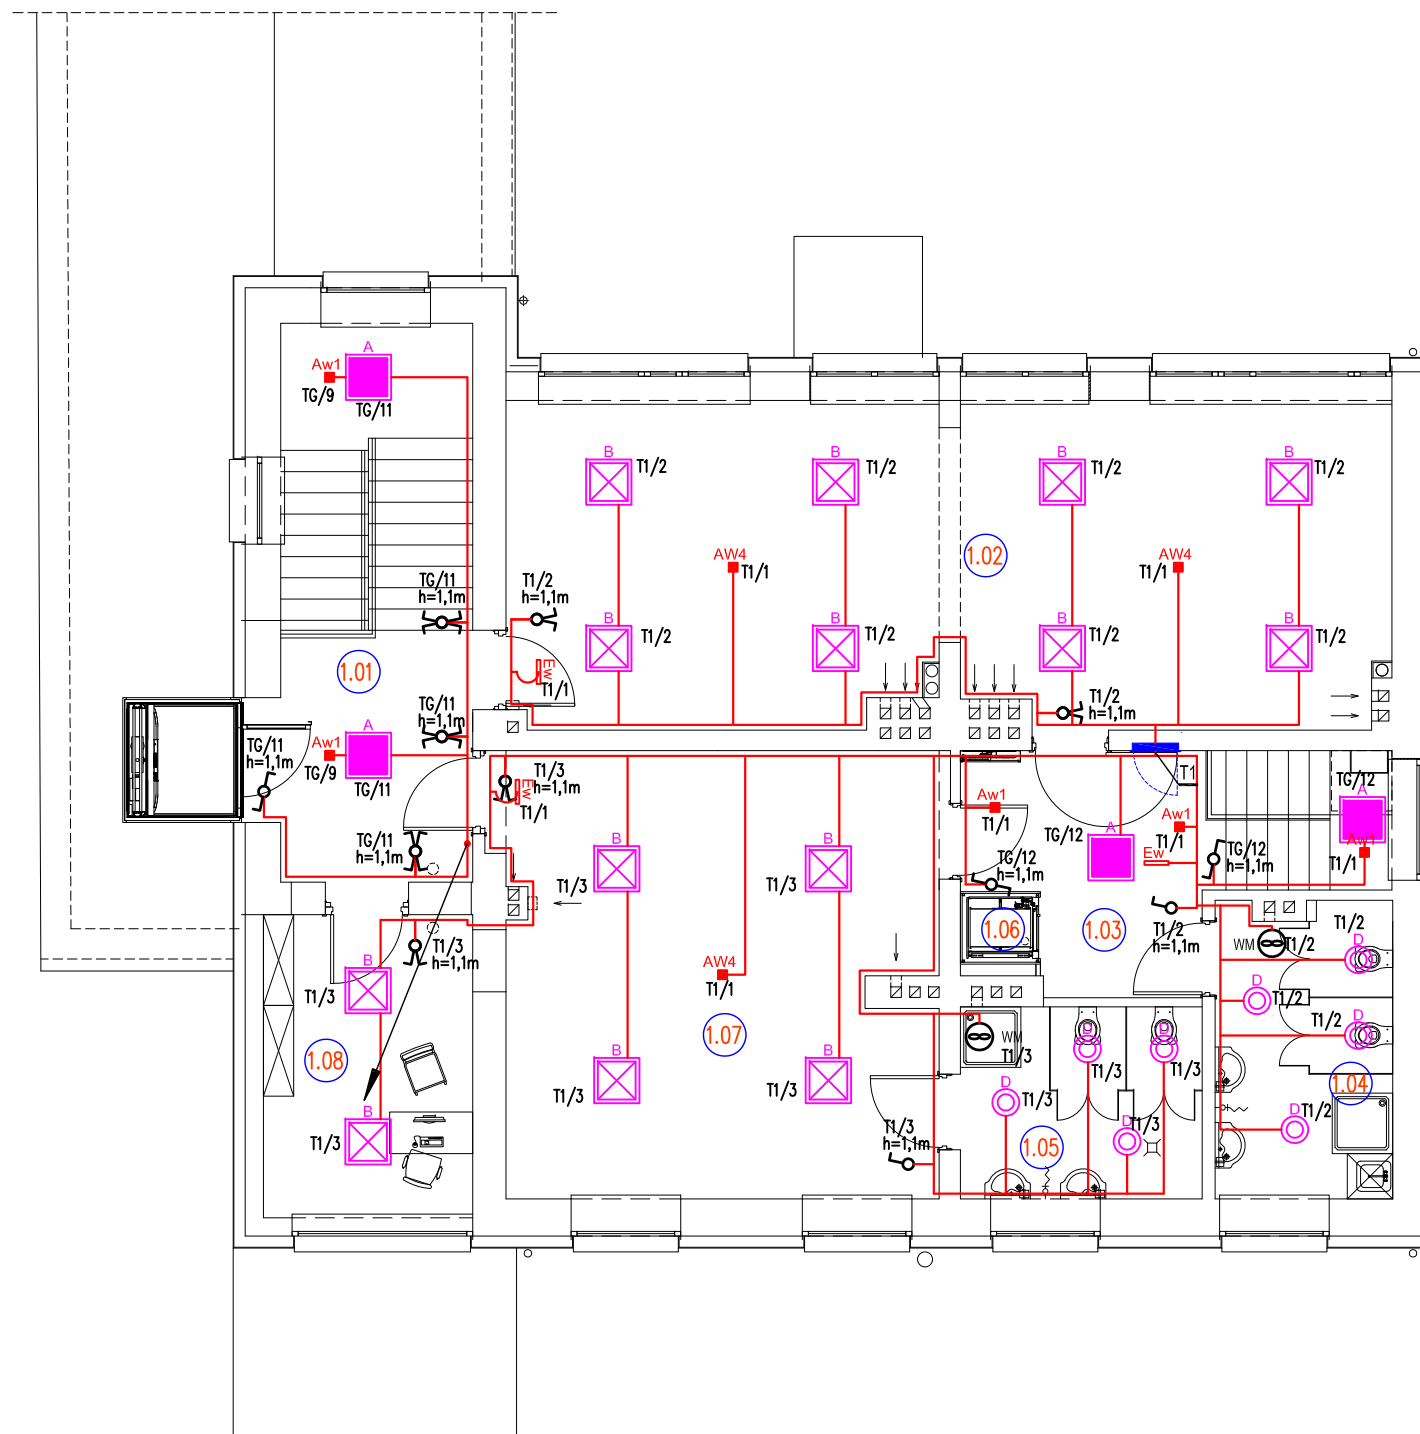 A
Aw1
TG/9
TG/11
B
T1/2
B
T1/2
B
T1/2
B
T1/2
AW4
T1/1
1.02
AW4
T1/1
TG/11
h=1,1m
T1/2
h=1,1m
B
T1/2
B
T1/2
B
T1/2
B
T1/2
1.01
Ew
T1/1
TG/11
h=1,1m
T1/2
h=1,1m
A
Aw1
TG/9
TG/11
TG/11
h=1,1m
T1/3
h=1,1m
Ew
T1/1
T1
TG/12
A
Aw1
T1/1
Aw1
T1/1
TG/12
A
Ew
Aw1
T1/1
TG/12
h=1,1m
TG/11
h=1,1m
B
T1/3
B
T1/3
TG/12
h=1,1m
1.06
1.03
T1/2
h=1,1m
WM
T1/2
T1/2
D
T1/3
h=1,1m
B
T1/3
AW4
T1/1
D
T1/2
T1/2
D
1.07
1.08
WM
T1/3
D
T1/3
D
T1/3
B
T1/3
B
T1/3
1.04
D
T1/3
D
T1/3
D
T1/2
B
T1/3
T1/3
h=1,1m
1.05